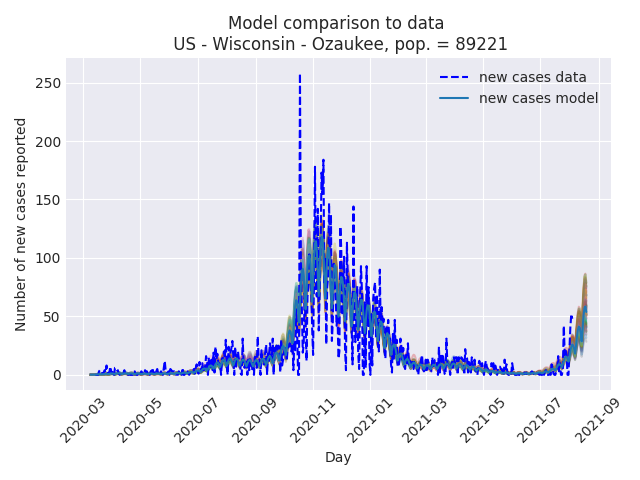 Model comparison to data
US - Wisconsin - Ozaukee, pop. = 89221
new cases data
new cases model
Number of new cases reported
250
200
150
100
50
0
2020-03
2020-05
2020-07
2020-09
2020-11
2021-01
2021-03
2021-05
2021-07
2021-09
Day